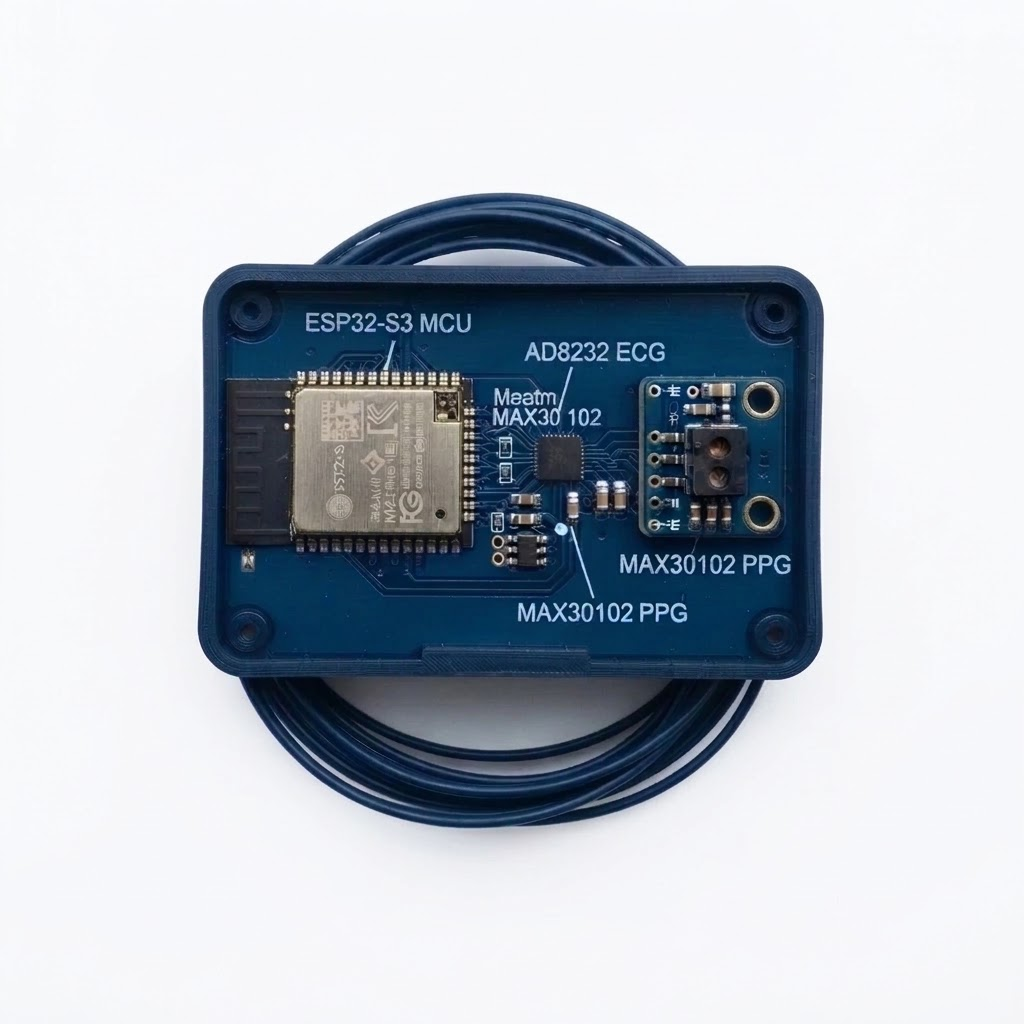 ESP32-S3 MCU
AD8232 ECG
Meatm
MAX30 102
MAX30102 PPG
MAX30102 PPG